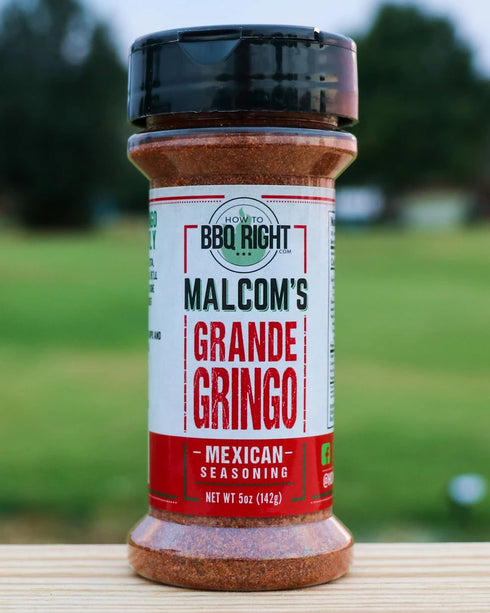 HOW TO
BBQ RIGHT
.COM
MALCOM'S
GRANDE
GRINGO
-MEXICAN-
SEASONING
NET WT 5oz (142g)